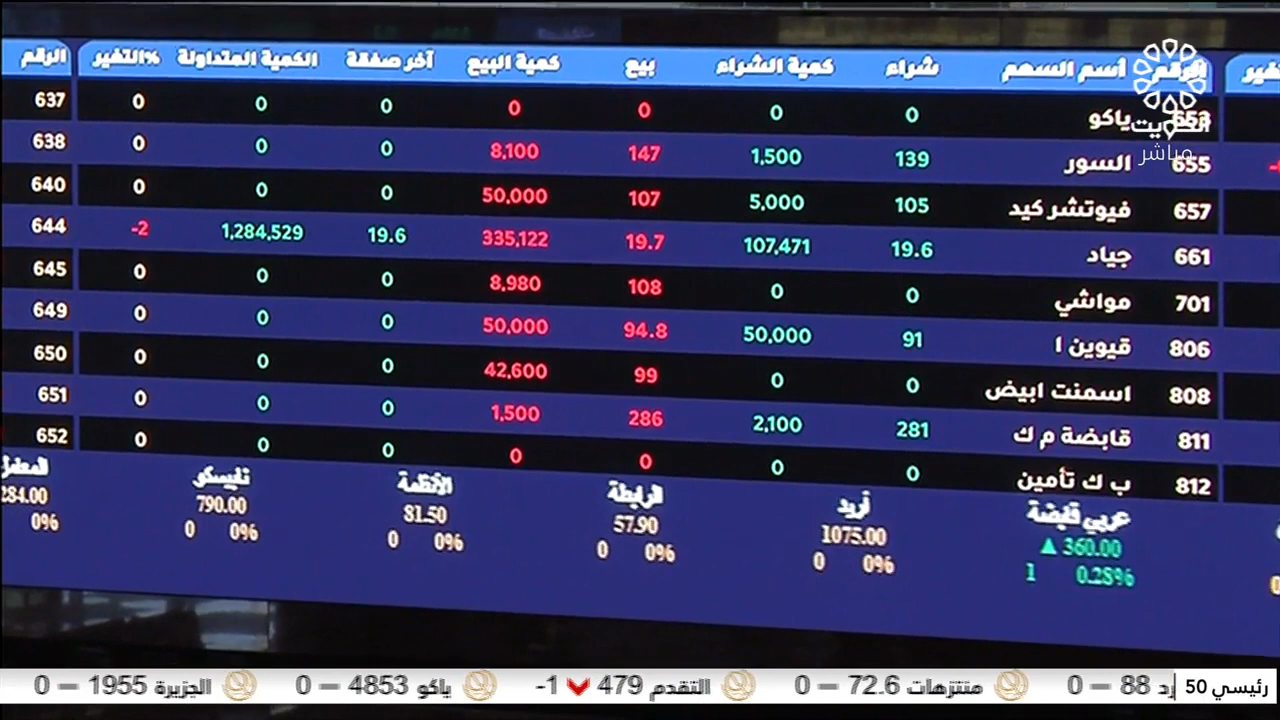 الرقم أسم السهم شراء كمية الشراء بيع كمية البيع آخر صفقة الكمية المتداولة التغير% الرقم
الكويت
مباشر
653 ياكو 0 0 0 0 0 0 0 637
655 السور 139 1,500 147 8,100 0 0 0 638
657 فيوتشر كيد 105 5,000 107 50,000 0 0 0 640
661 جياد 19.6 107,471 19.7 335,122 19.6 1,284,529 -2 644
701 مواشي 0 0 108 8,980 0 0 0 645
806 قيوين ا 91 50,000 94.8 50,000 0 0 0 649
808 اسمنت ابيض 0 0 99 42,600 0 0 0 650
811 قابضة م ك 281 2,100 286 1,500 0 0 0 651
812 ب ك تأمين 0 0 0 0 0 0 0 652
عربي قابضة أريد الرابطة الأنظمة نابيسكو
▲ 360.00 1075.00 57.90 81.50 790.00 284.00
0.28% 1 0% 0 0% 0 0% 0 0% 0 0%
رئيسي 50 88 – 0 منتزهات 72.6 – 0 التقدم 479 -1 ياكو 4853 – 0 الجزيرة 1955 – 0